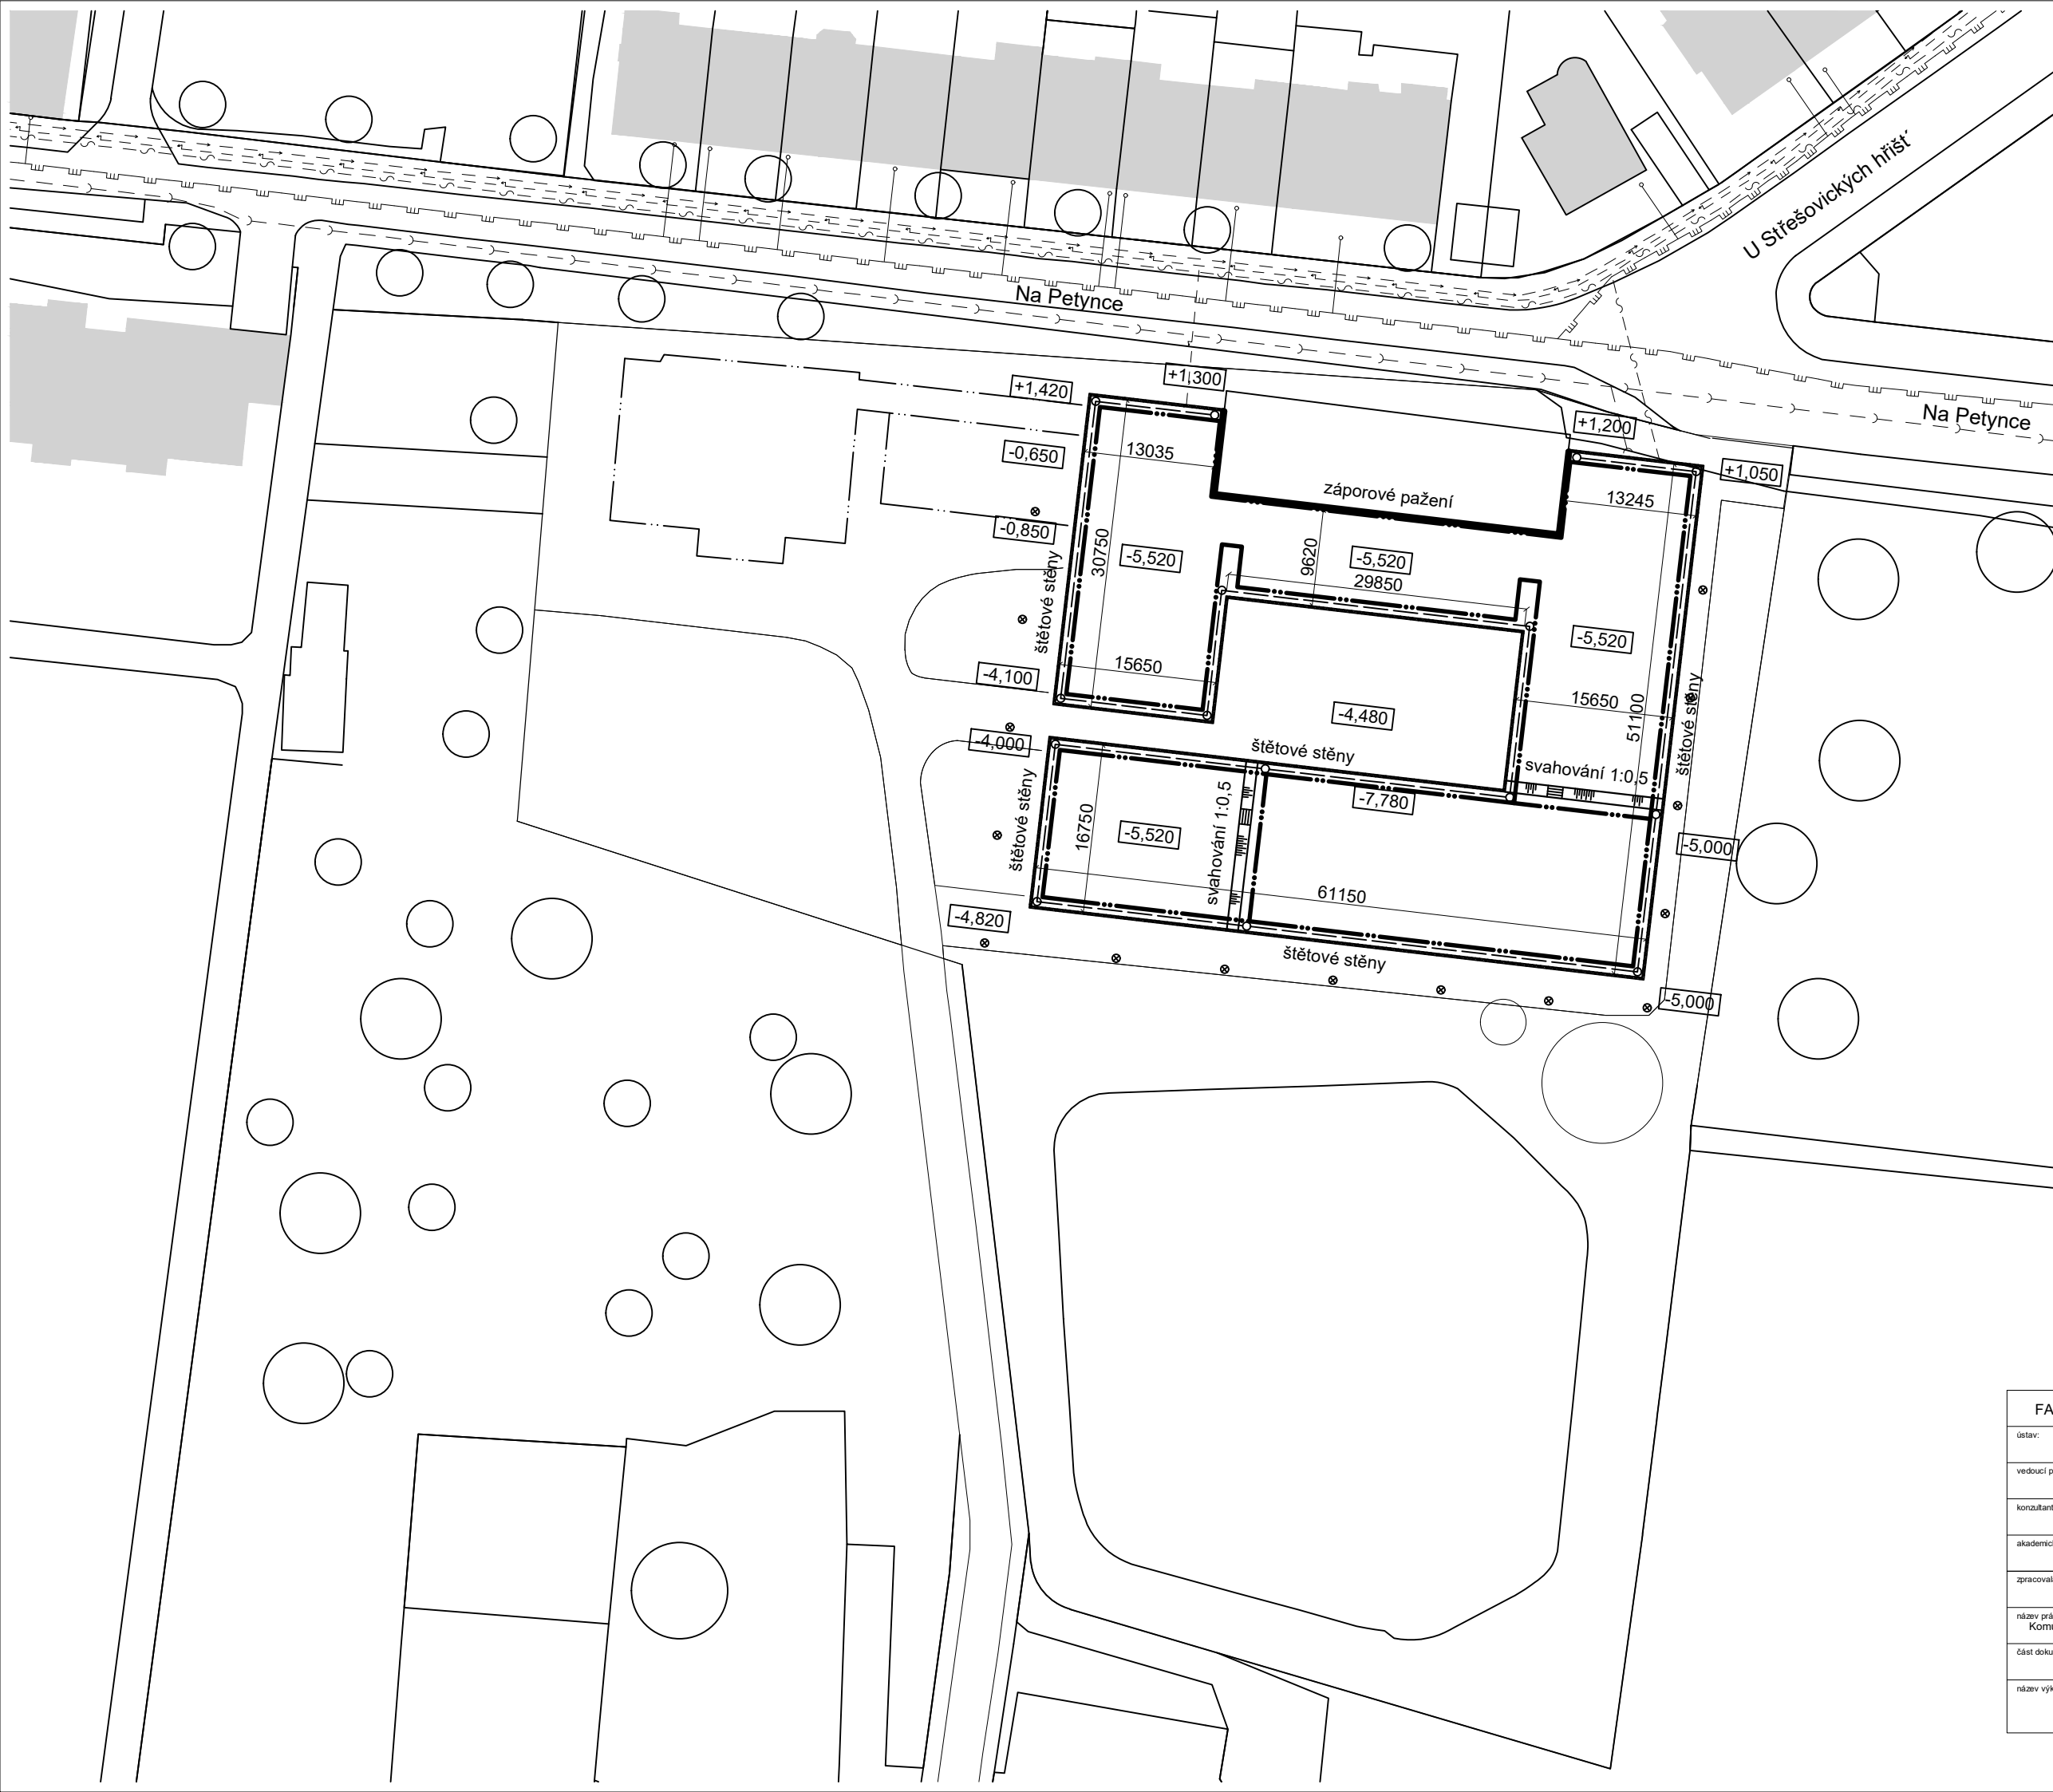 U Střešovických hřišť
Na Petynce
Na Petynce
+1,420
+1,300
+1,200
+1,050
-0,650
13035
záporové pažení
13245
-0,850
30750
-5,520
9620
-5,520
29850
štětové stěny
-5,520
-4,100
15650
15650
51100
štětové stěny
-4,480
-4,000
štětové stěny
svahování 1:0,5
-7,780
štětové stěny
16750
-5,520
svahování 1:0,5
-5,000
61150
-4,820
štětové stěny
-5,000
FA
ústav:
vedoucí p
konzultant
akademic
zpracoval
název prá
Komu
část doku
název výk